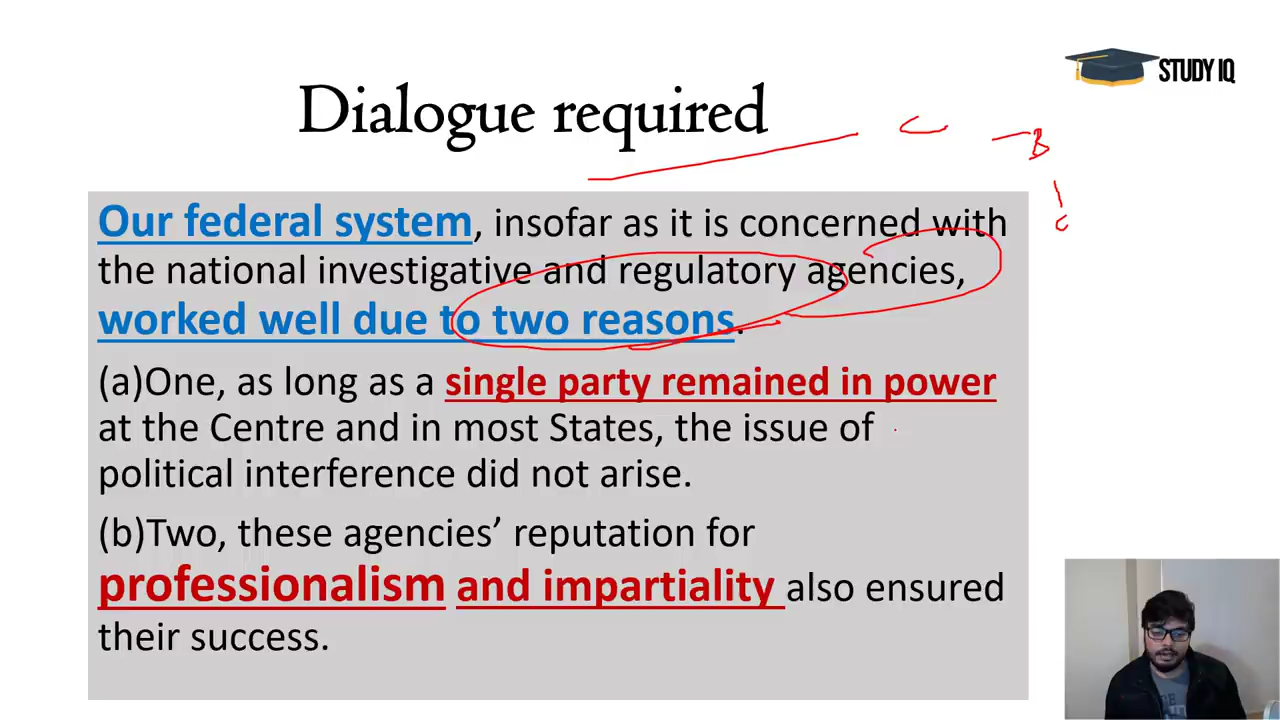 STUDY IQ
Dialogue required
C
B
C
Our federal system, insofar as it is concerned with
the national investigative and regulatory agencies,
worked well due to two reasons.
(a)One, as long as a single party remained in power
at the Centre and in most States, the issue of
political interference did not arise.
(b)Two, these agencies’ reputation for
professionalism and impartiality also ensured
their success.